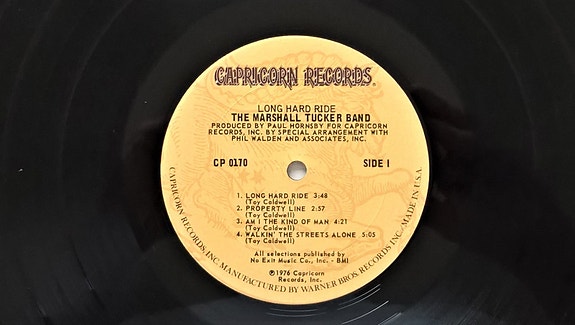 CAPRICORN RECORDS®
LONG HARD RIDE
THE MARSHALL TUCKER BAND
PRODUCED BY PAUL HORNSBY FOR CAPRICORN
RECORDS, INC. BY SPECIAL ARRANGEMENT WITH
PHIL WALDEN AND ASSOCIATES, INC.
CP 0170 SIDE I
1. LONG HARD RIDE 3:48
(Toy Caldwell)
2. PROPERTY LINE 2:57
(Toy Caldwell)
3. AM I THE KIND OF MAN 4:21
(Toy Caldwell)
4. WALKIN' THE STREETS ALONE 5:05
(Toy Caldwell)
All selections published by
No Exit Music Co., Inc. - BMI
℗1976 Capricorn
Records, Inc.
CAPRICORN RECORDS, INC. MANUFACTURED BY WARNER BROS. RECORDS INC. MADE IN U.S.A